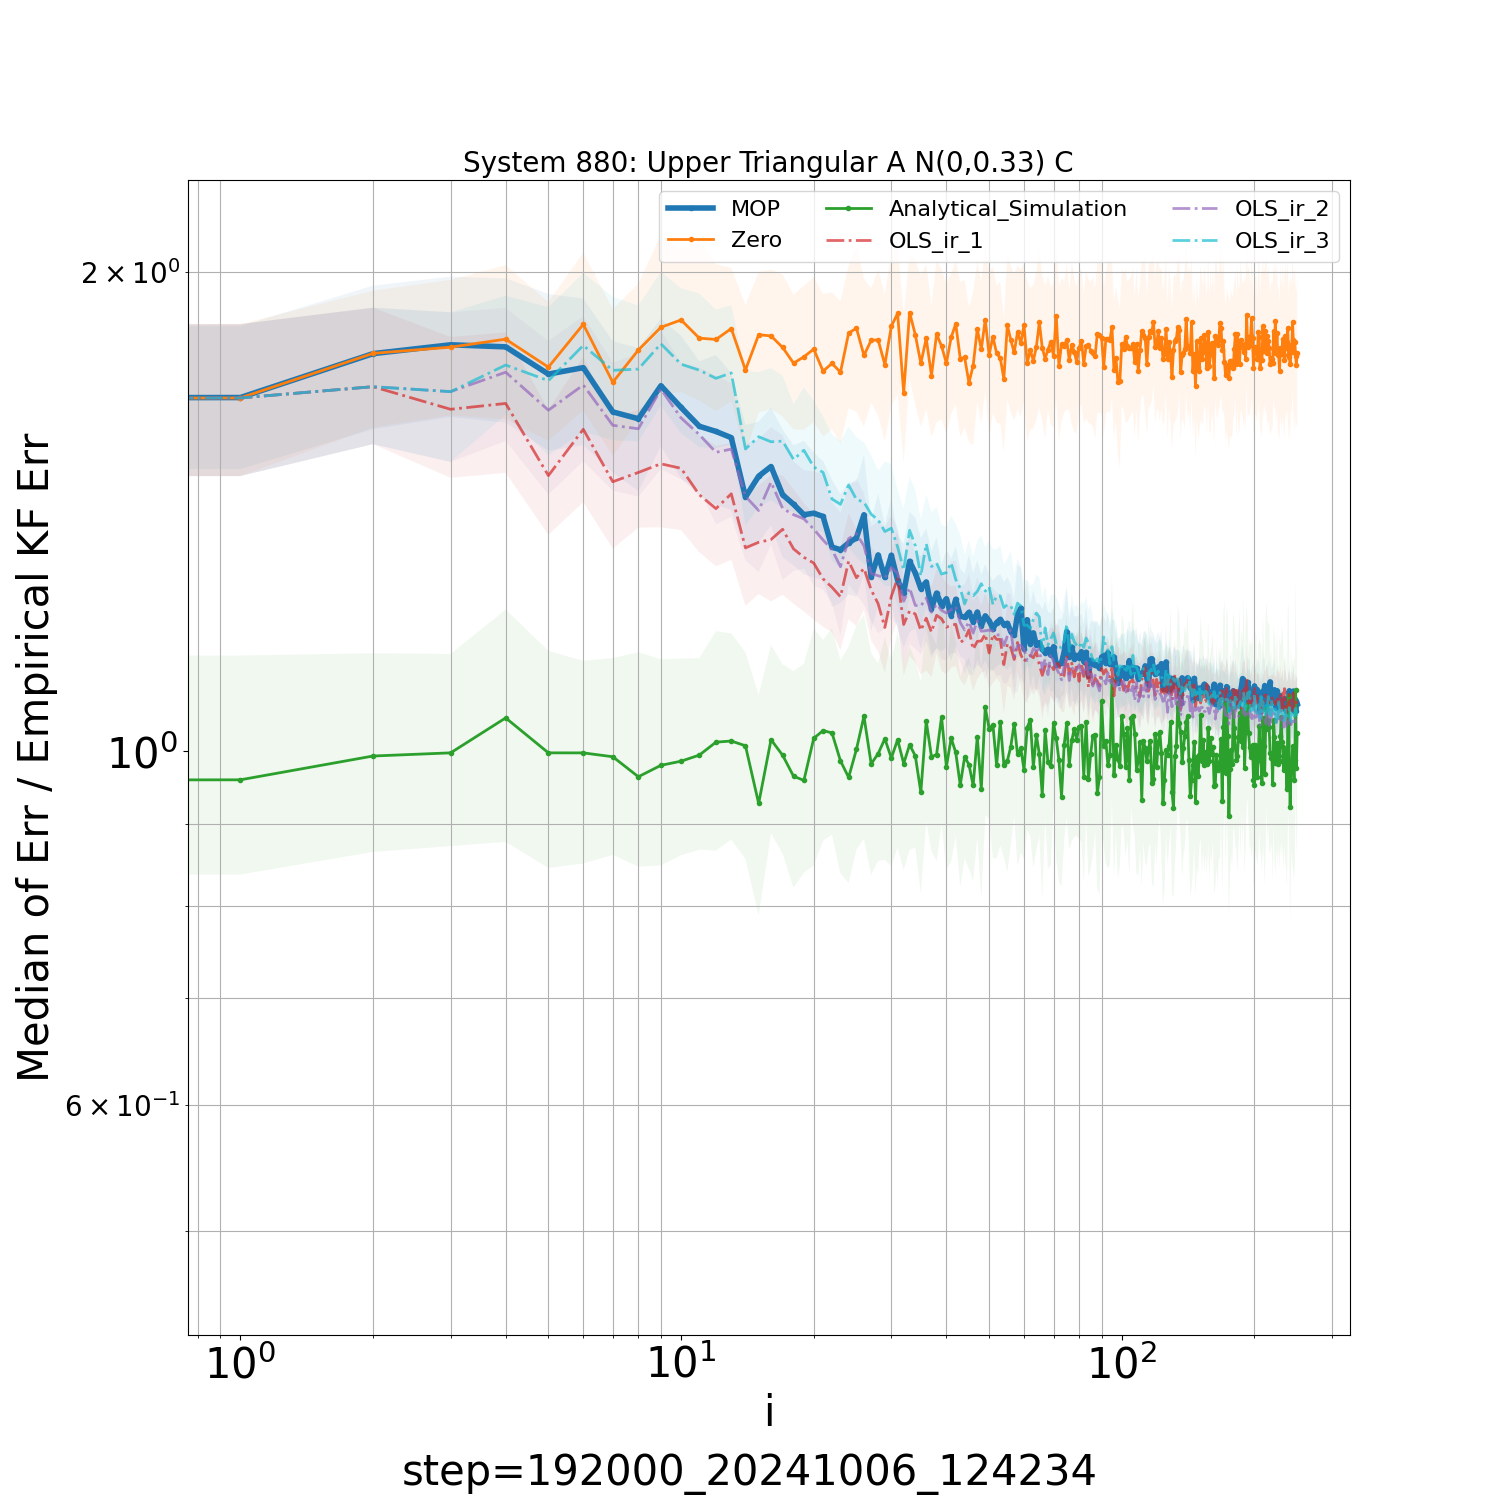 System 880: Upper Triangular A N(0,0.33) C
MOP
Zero
Analytical_Simulation
OLS_ir_1
OLS_ir_2
OLS_ir_3
2 × 10⁰
10⁰
6 × 10⁻¹
Median of Err / Empirical KF Err
10⁰ 10¹ 10²
i
step=192000_20241006_124234